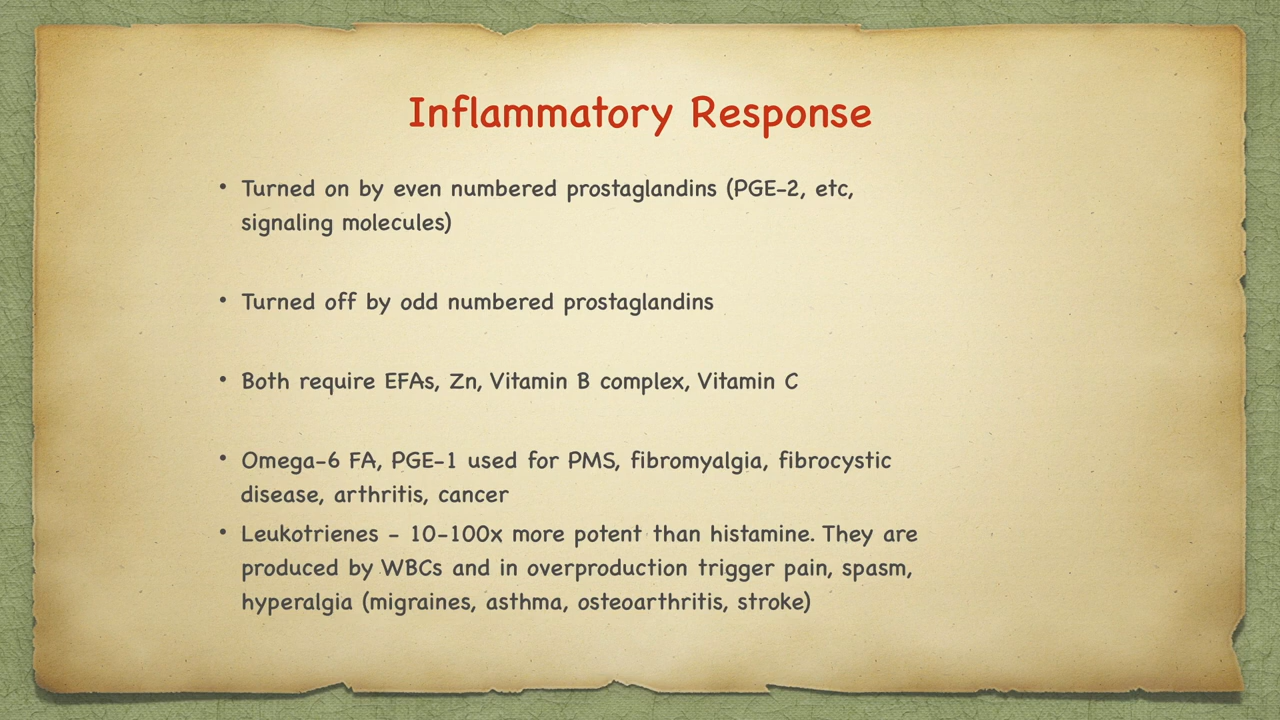 Inflammatory Response
• Turned on by even numbered prostaglandins (PGE-2, etc,
signaling molecules)
• Turned off by odd numbered prostaglandins
• Both require EFAs, Zn, Vitamin B complex, Vitamin C
• Omega-6 FA, PGE-1 used for PMS, fibromyalgia, fibrocystic
disease, arthritis, cancer
• Leukotrienes - 10-100x more potent than histamine. They are
produced by WBCs and in overproduction trigger pain, spasm,
hyperalgia (migraines, asthma, osteoarthritis, stroke)